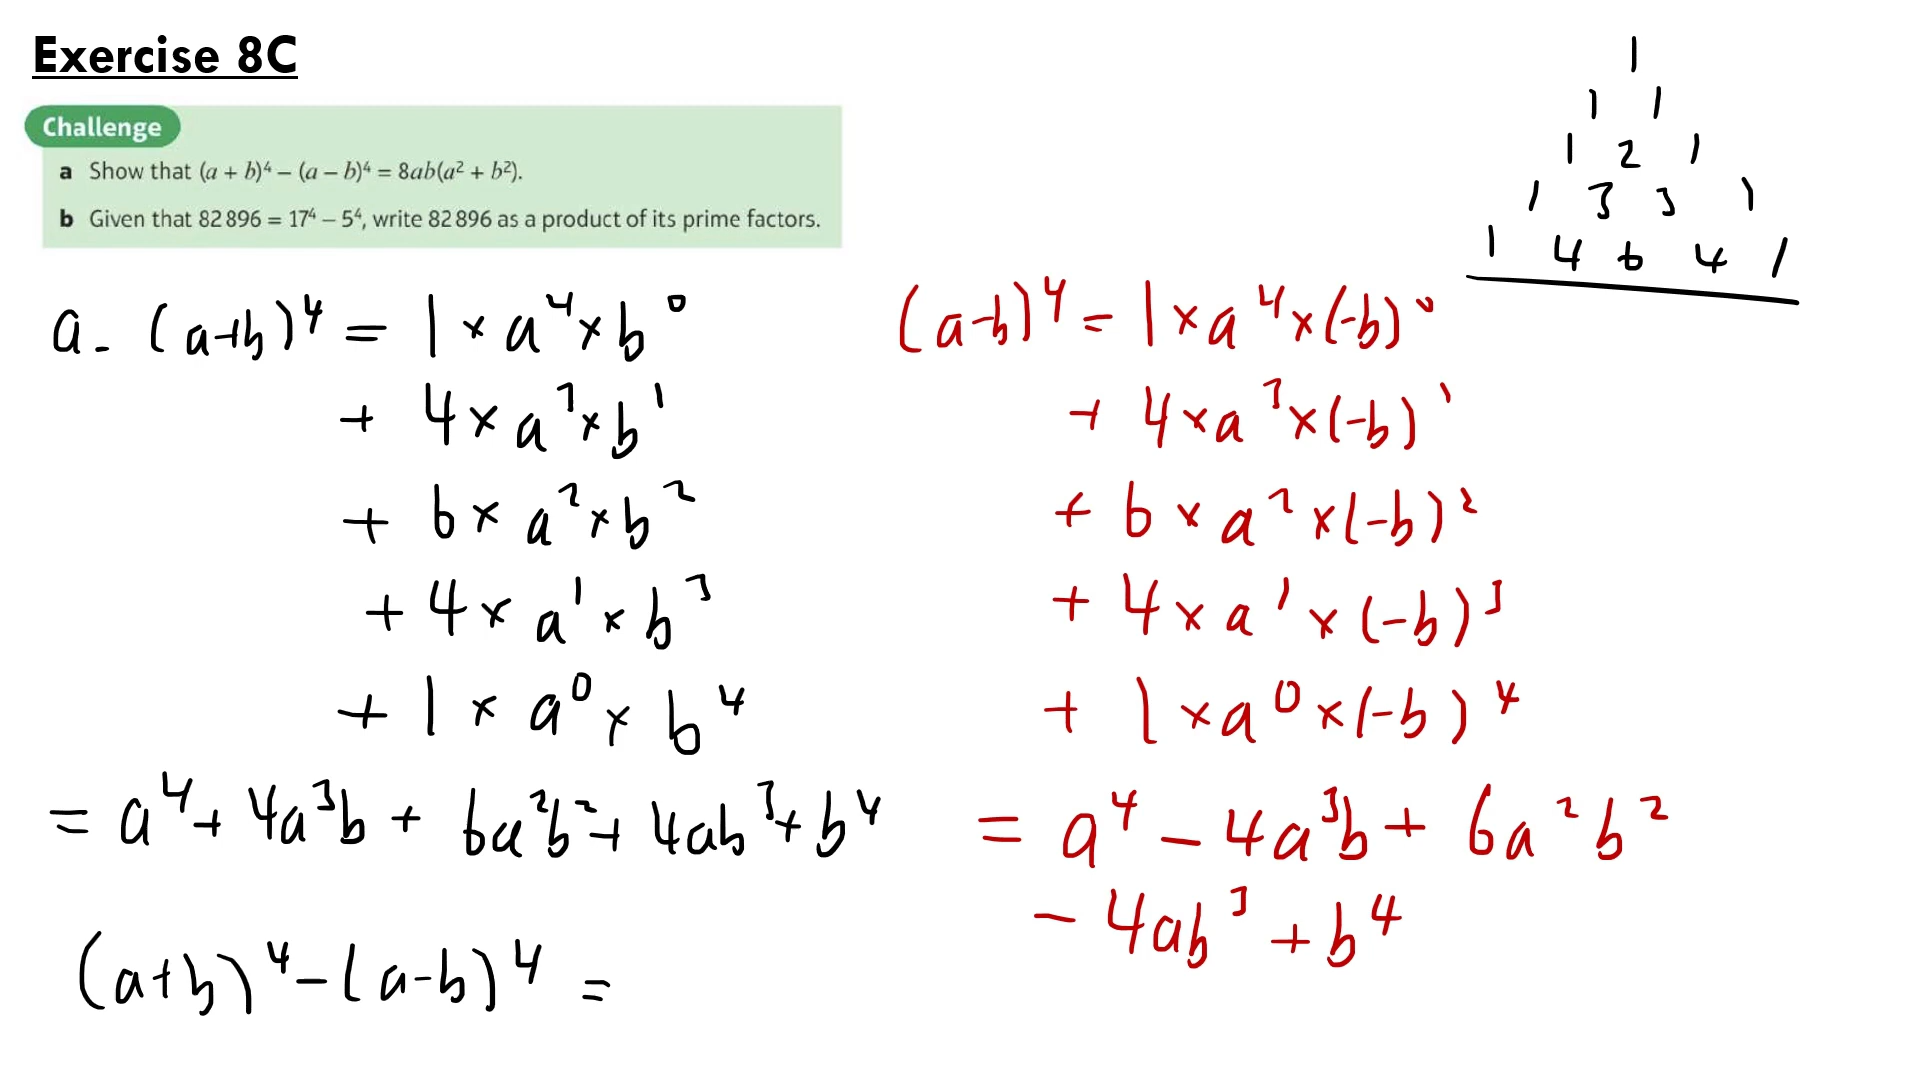 Exercise 8C
Challenge
a Show that (a + b)⁴ – (a – b)⁴ = 8ab(a² + b²).
b Given that 82 896 = 17⁴ – 5⁴, write 82 896 as a product of its prime factors.
1
1 1
1 2 1
1 3 3 1
1 4 6 4 1
a. (a+b)⁴ = 1 × a⁴ × b⁰
+ 4 × a³ × b¹
+ 6 × a² × b²
+ 4 × a¹ × b³
+ 1 × a⁰ × b⁴
= a⁴ + 4a³b + 6a²b² + 4ab³ + b⁴
(a-b)⁴ = 1 × a⁴ × (-b)⁰
+ 4 × a³ × (-b)¹
+ 6 × a² × (-b)²
+ 4 × a¹ × (-b)³
+ 1 × a⁰ × (-b)⁴
= a⁴ - 4a³b + 6a²b²
- 4ab³ + b⁴
(a+b)⁴ - (a-b)⁴ =